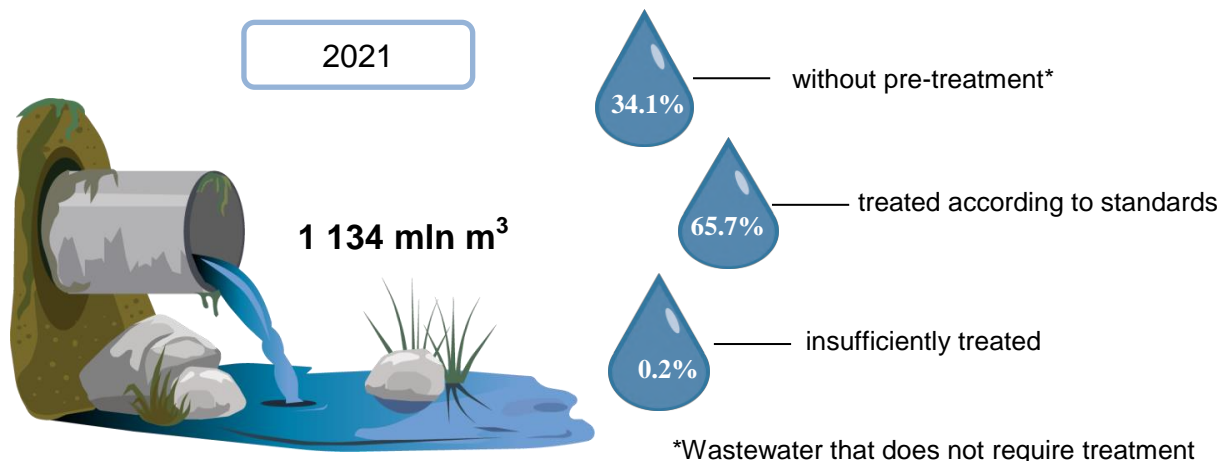 2021
34.1%
without pre-treatment*
65.7%
treated according to standards
1 134 mln m³
0.2%
insufficiently treated
*Wastewater that does not require treatment